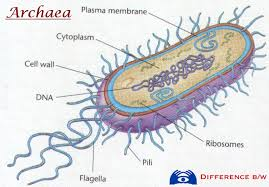 Archaea
Plasma membrane
Cytoplasm
Cell wall
DNA
Ribosomes
Pili
Flagella
DIFFERENCE B/W